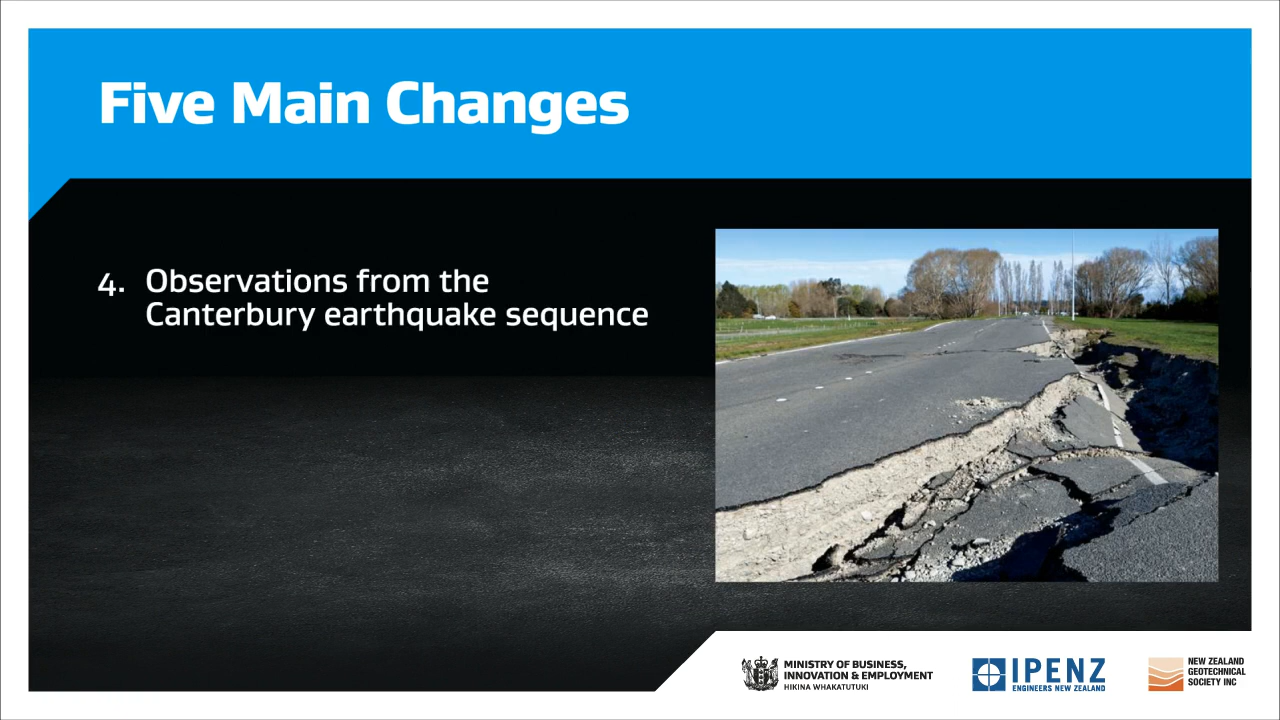 Five Main Changes
4. Observations from the
Canterbury earthquake sequence
MINISTRY OF BUSINESS,
INNOVATION & EMPLOYMENT
HIKINA WHAKATUTUKI
IPENZ
ENGINEERS NEW ZEALAND
NEW ZEALAND
GEOTECHNICAL
SOCIETY INC